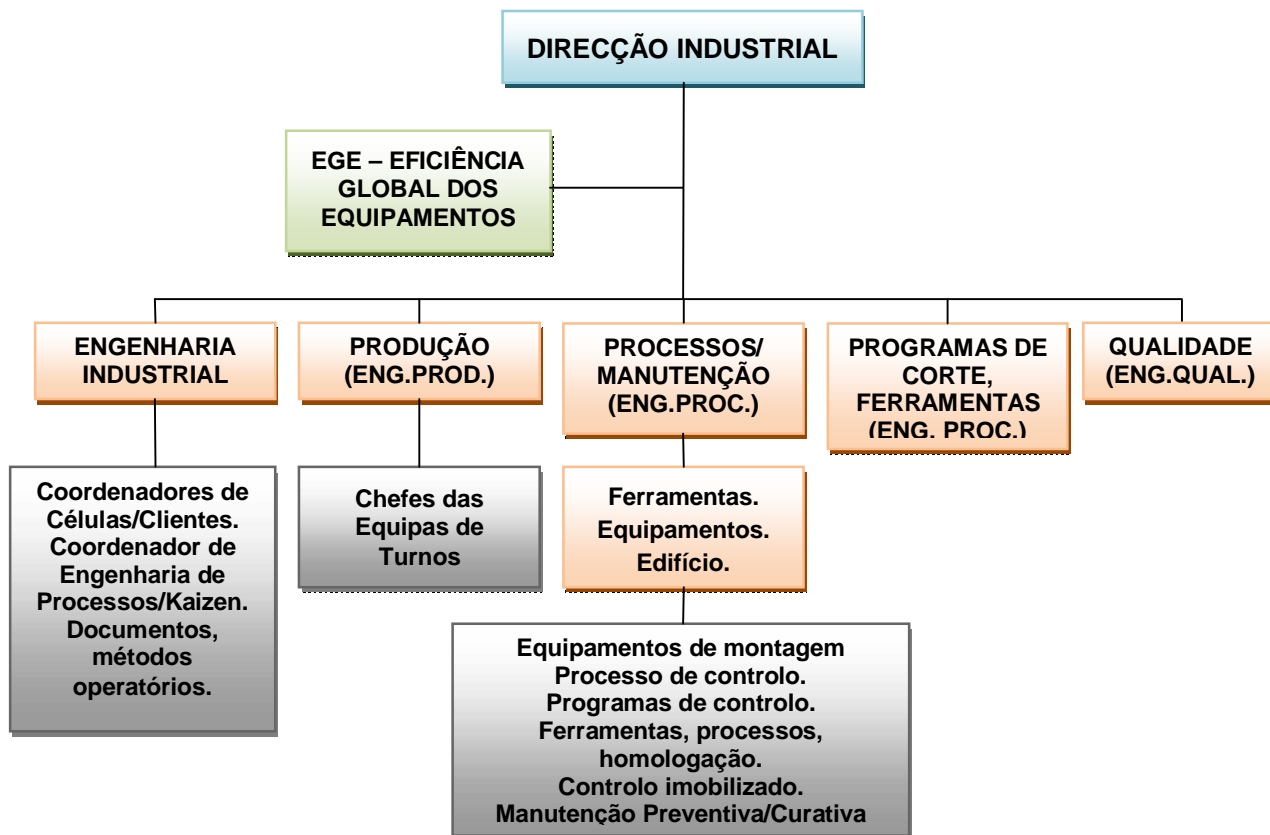 DIRECÇÃO INDUSTRIAL
EGE – EFICIÊNCIA
GLOBAL DOS
EQUIPAMENTOS
ENGENHARIA
INDUSTRIAL
PRODUÇÃO
(ENG.PROD.)
PROCESSOS/
MANUTENÇÃO
(ENG.PROC.)
PROGRAMAS DE
CORTE,
FERRAMENTAS
(ENG. PROC.)
QUALIDADE
(ENG.QUAL.)
Coordenadores de
Células/Clientes.
Coordenador de
Engenharia de
Processos/Kaizen.
Documentos,
métodos
operatórios.
Chefes das
Equipas de
Turnos
Ferramentas.
Equipamentos.
Edifício.
Equipamentos de montagem
Processo de controlo.
Programas de controlo.
Ferramentas, processos,
homologação.
Controlo imobilizado.
Manutenção Preventiva/Curativa